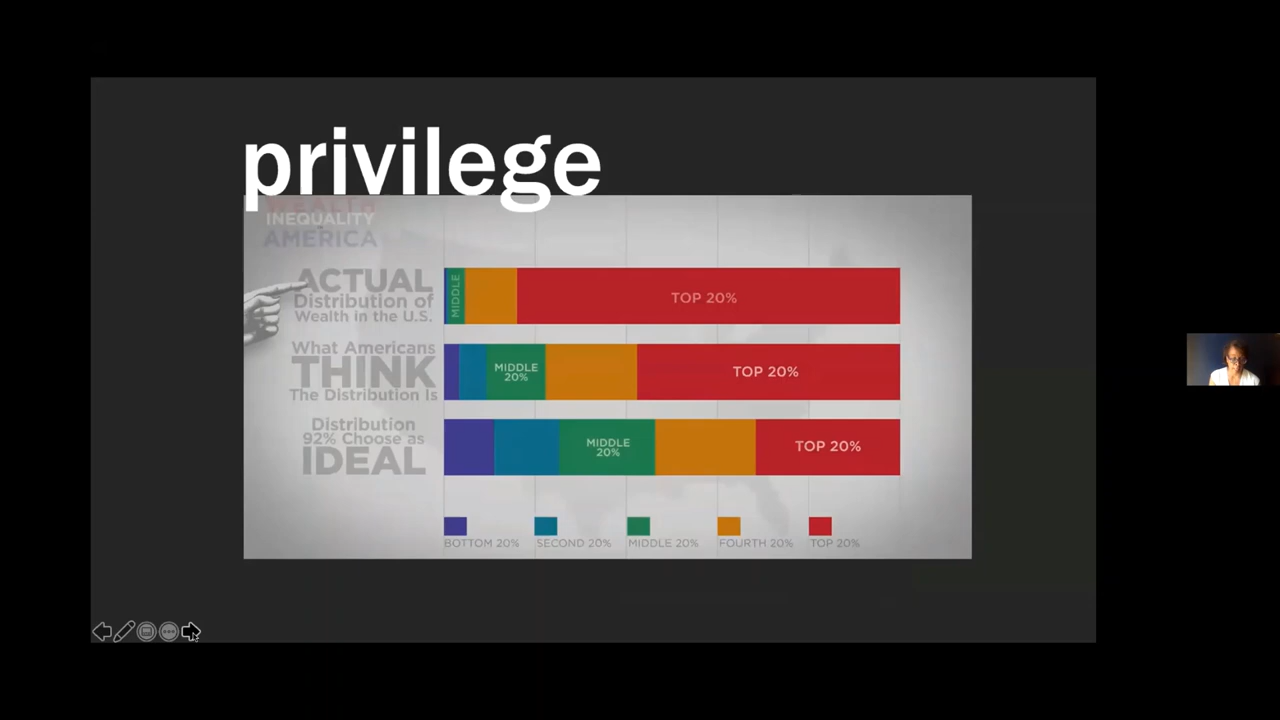 privilege
WEALTH
INEQUALITY
AMERICA
ACTUAL
Distribution of
Wealth in the U.S.
MIDDLE
TOP 20%
What Americans
THINK
The Distribution Is
MIDDLE
20%
TOP 20%
Distribution
92% Choose as
IDEAL
MIDDLE
20%
TOP 20%
BOTTOM 20%
SECOND 20%
MIDDLE 20%
FOURTH 20%
TOP 20%